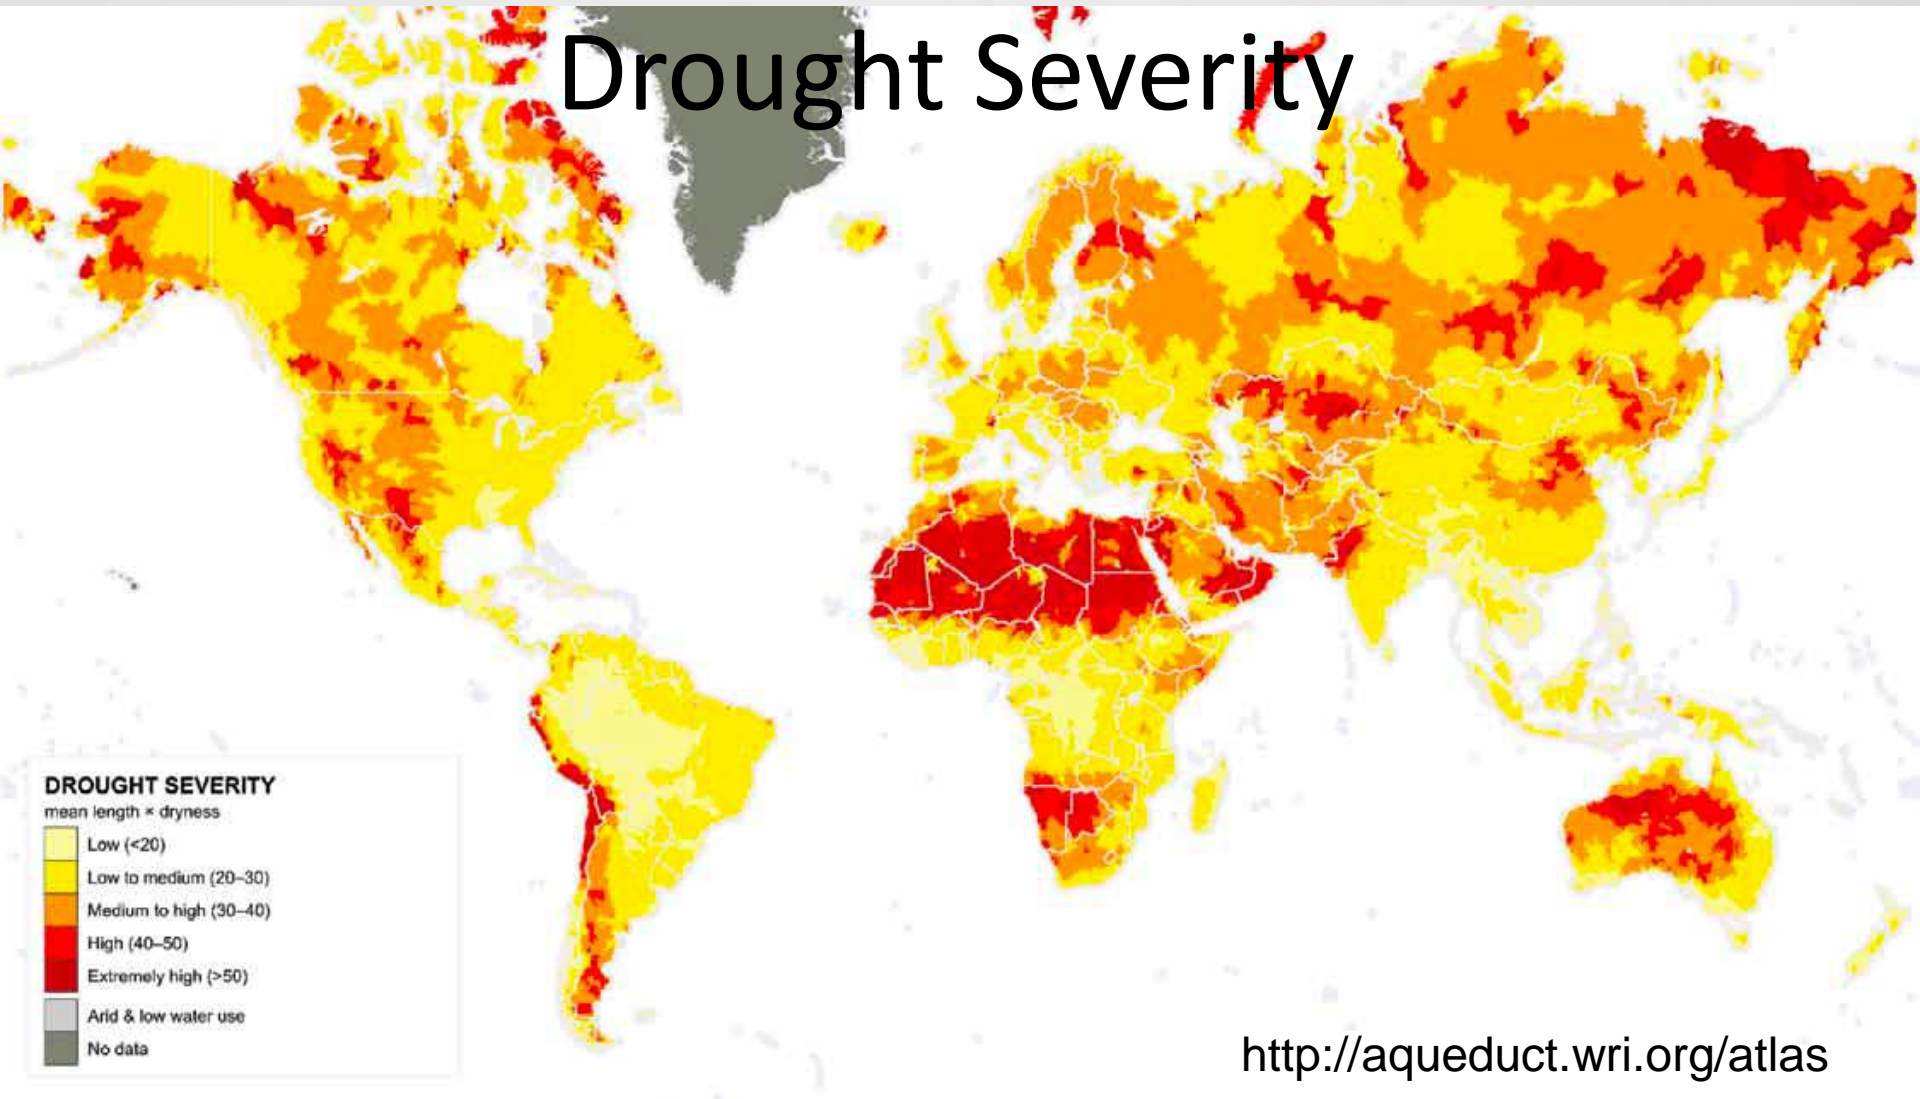 Drought Severity
DROUGHT SEVERITY
mean length × dryness
Low (<20)
Low to medium (20–30)
Medium to high (30–40)
High (40–50)
Extremely high (>50)
Arid & low water use
No data
http://aqueduct.wri.org/atlas